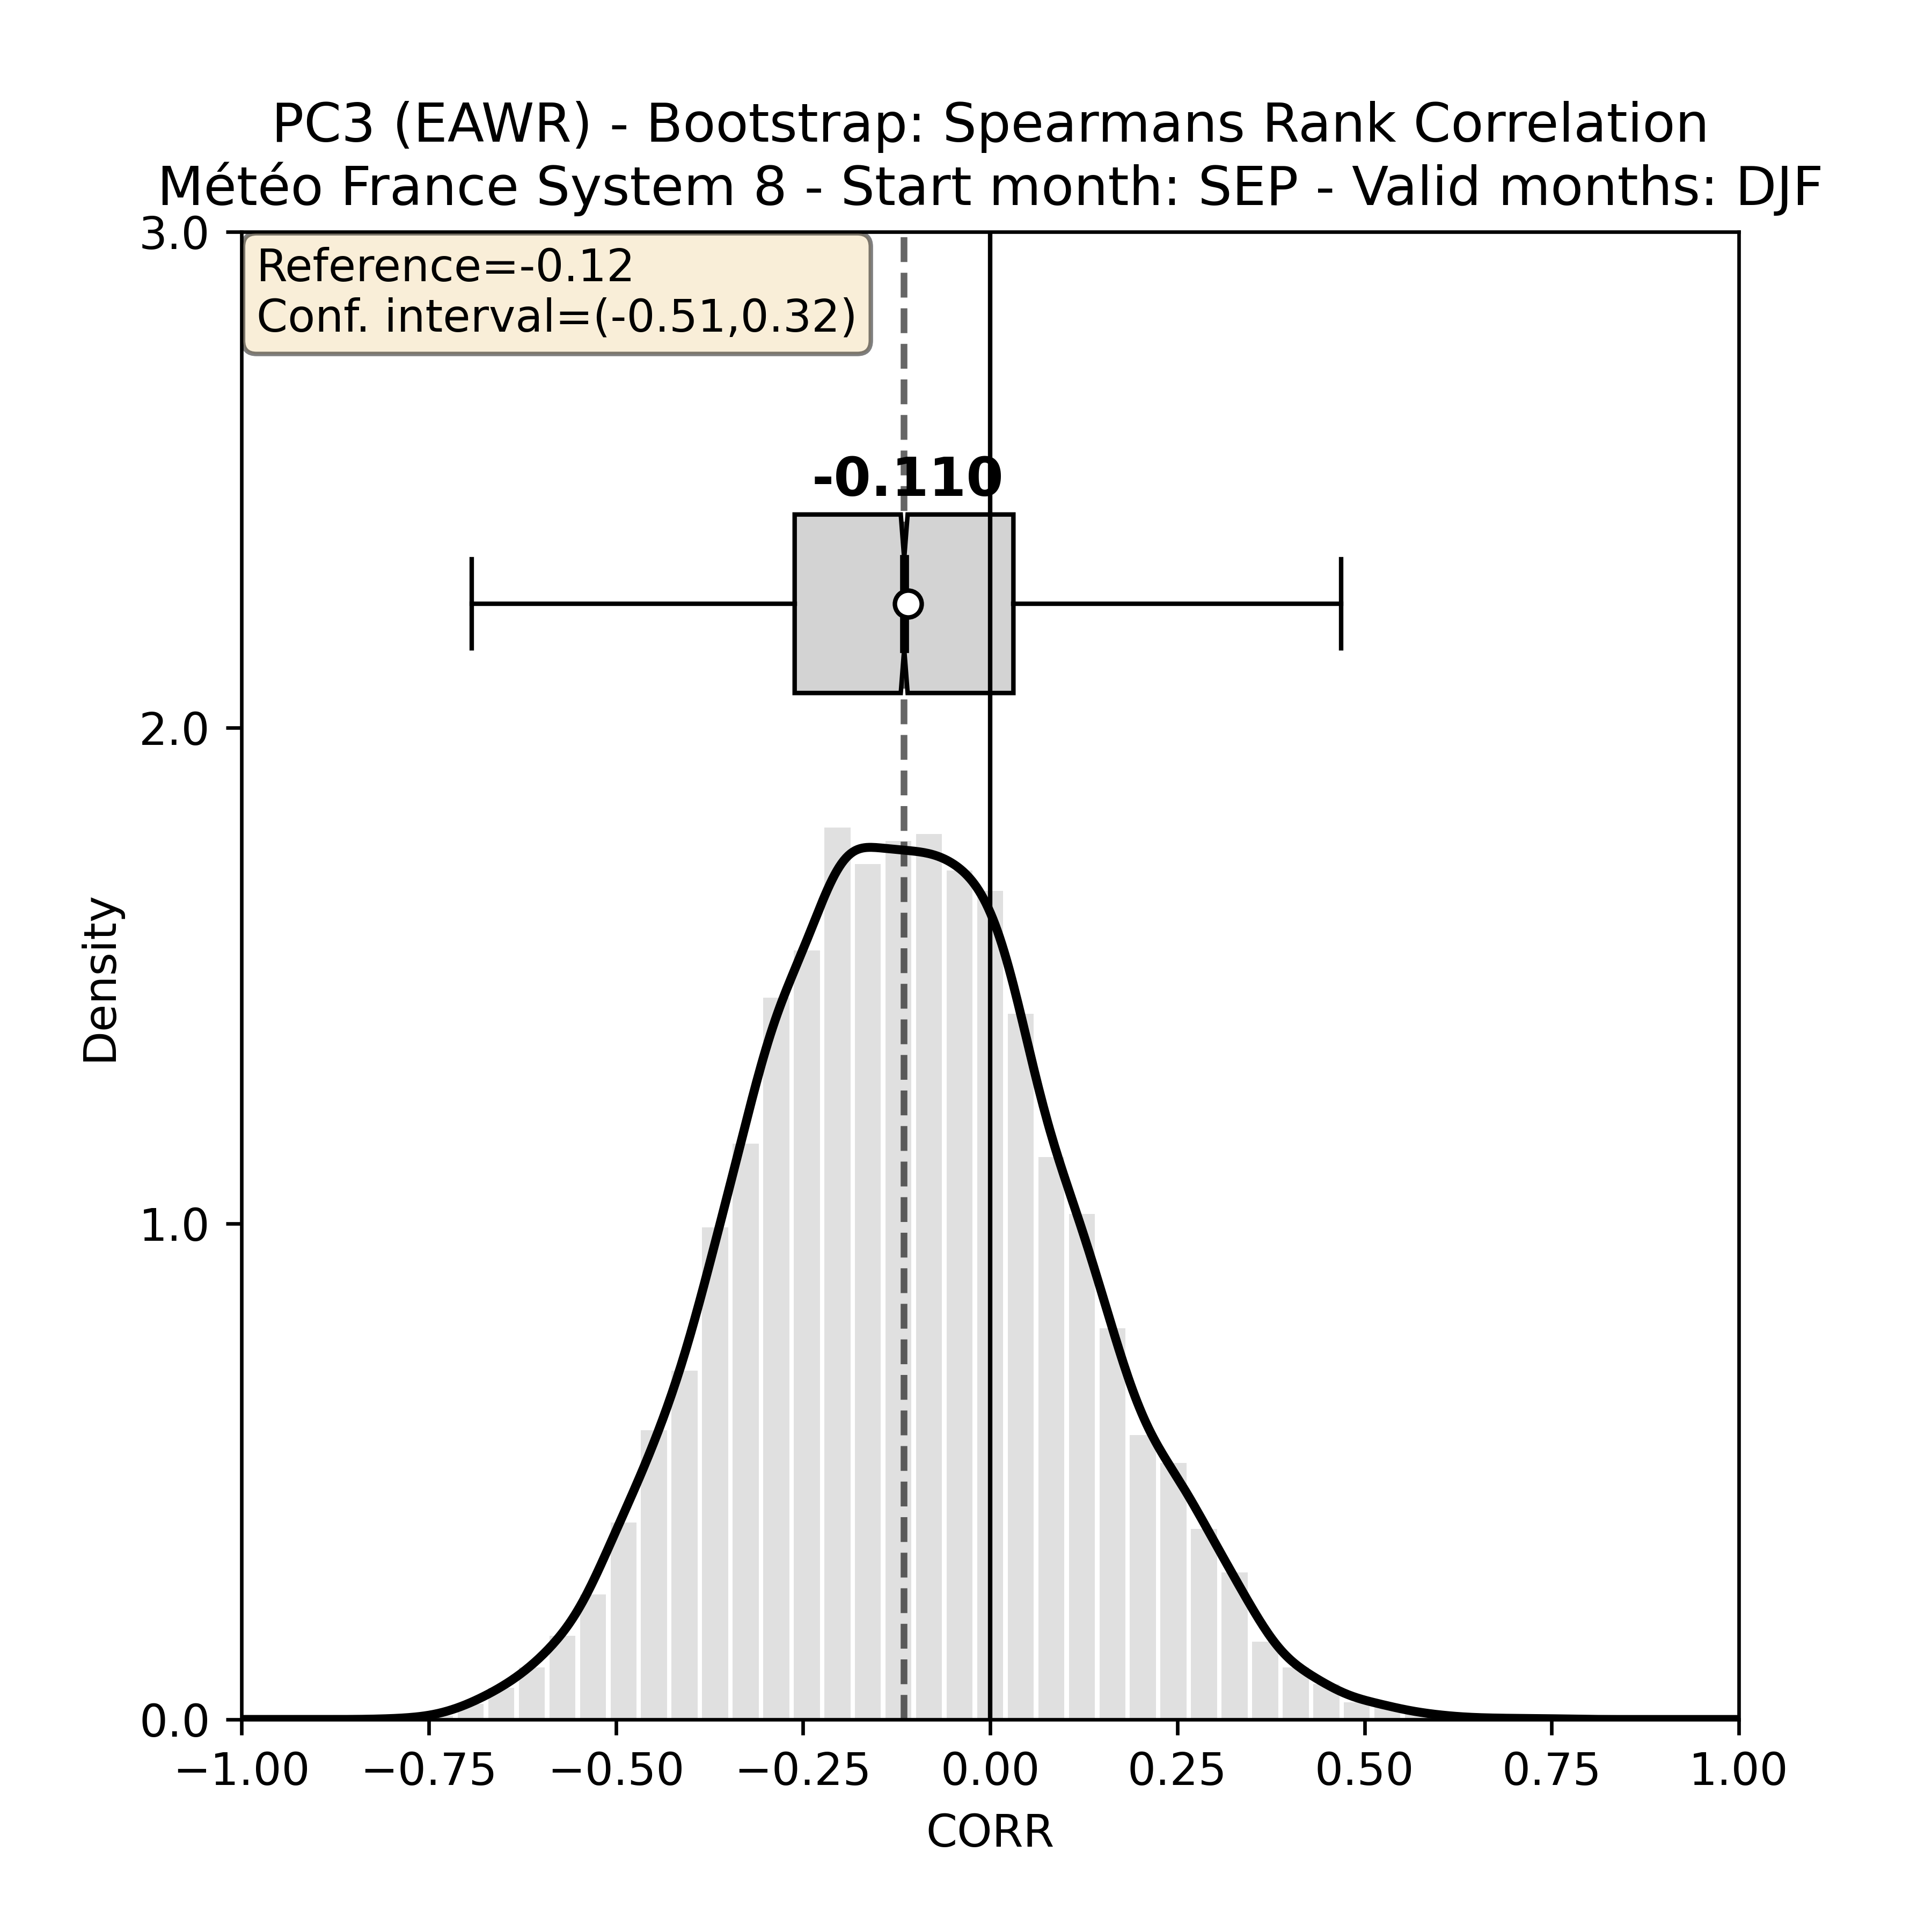 PC3 (EAWR) - Bootstrap: Spearmans Rank Correlation
Météo France System 8 - Start month: SEP - Valid months: DJF
3.0
Reference=-0.12
Conf. interval=(-0.51,0.32)
-0.110
2.0
Density
1.0
0.0
−1.00 −0.75 −0.50 −0.25 0.00 0.25 0.50 0.75 1.00
CORR